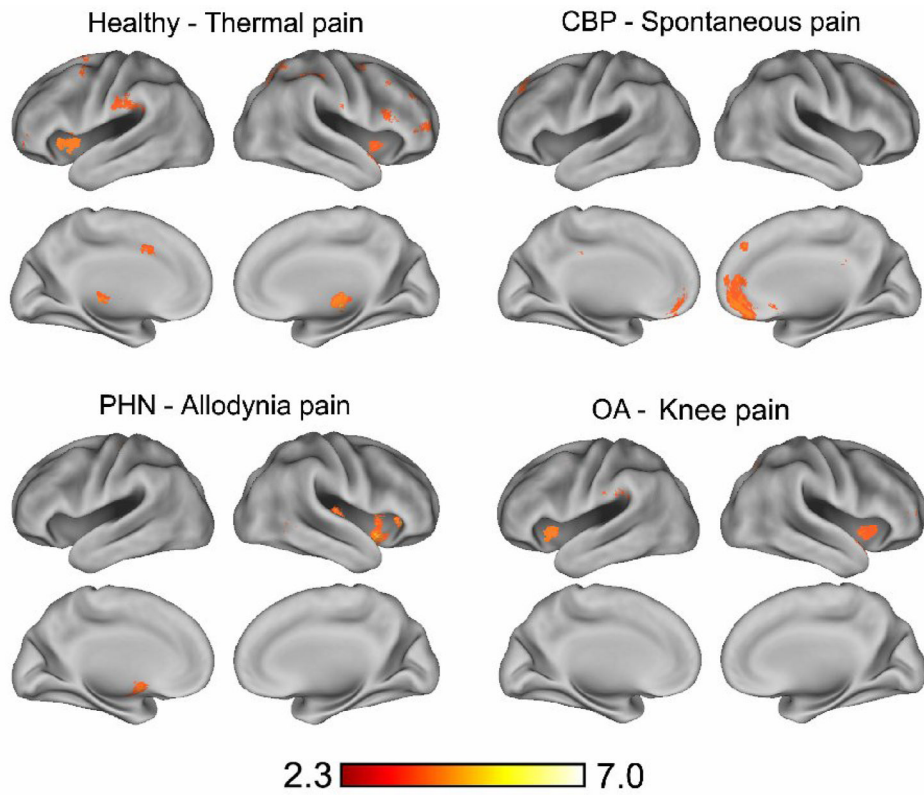 Healthy - Thermal pain
CBP - Spontaneous pain
PHN - Allodynia pain
OA - Knee pain
2.3 7.0